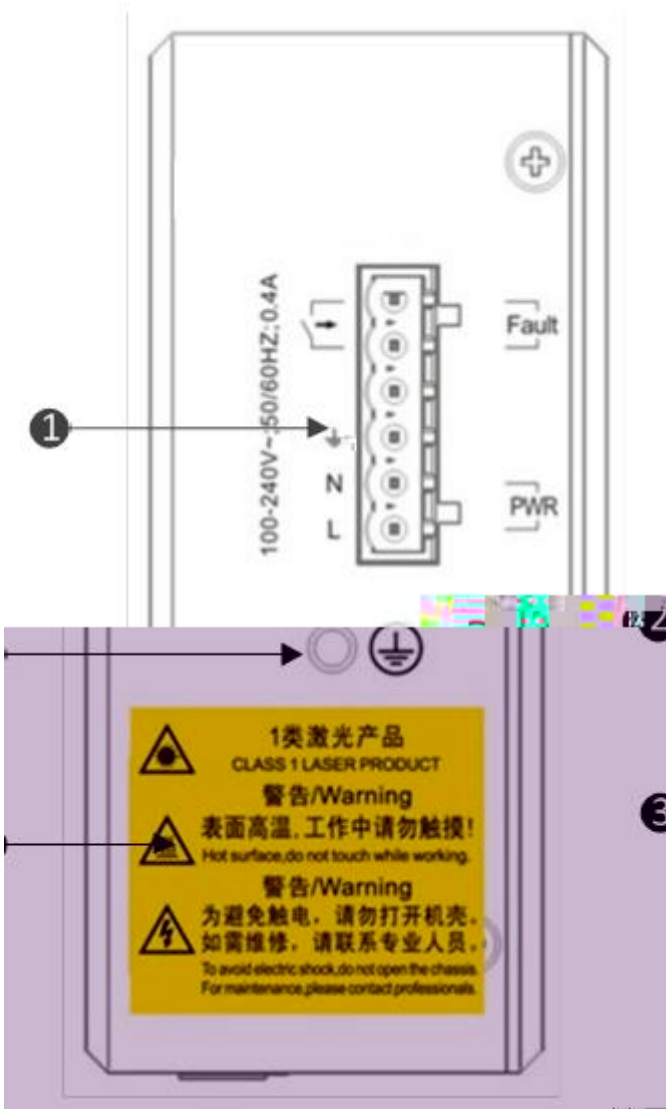 100-240V~;50/60HZ;0.4A
Fault
1
N
L
PWR
2
1类激光产品
CLASS 1 LASER PRODUCT
警告/Warning
3
表面高温,工作中请勿触摸!
Hot surface,do not touch while working.
警告/Warning
为避免触电，请勿打开机壳。
如需维修，请联系专业人员。
To avoid electric shock,do not open the chassis.
For maintenance,please contact professionals.